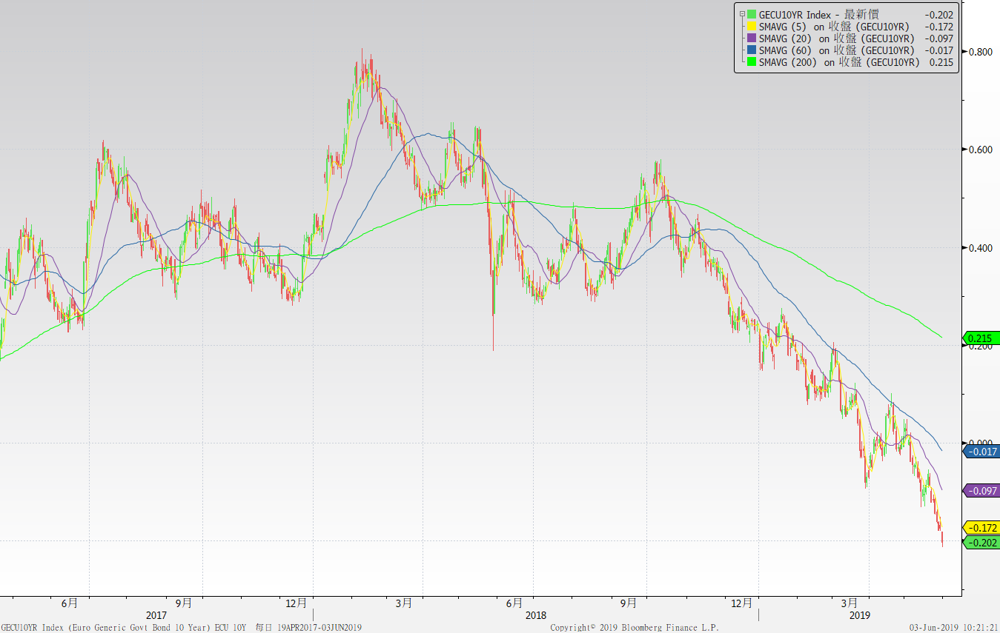 GECU10YR Index - 最新價 -0.202
SMAVG (5) on 收盤 (GECU10YR) -0.172
SMAVG (20) on 收盤 (GECU10YR) -0.097
SMAVG (60) on 收盤 (GECU10YR) -0.017
SMAVG (200) on 收盤 (GECU10YR) 0.215
0.800
0.600
0.400
0.215
0.200
0.000
-0.017
-0.097
-0.172
-0.202
6月 9月 12月 3月 6月 9月 12月 3月
2017 2018 2019
GECU10YR Index (Euro Generic Govt Bond 10 Year) ECU 10Y 每日 19APR2017-03JUN2019 Copyright© 2019 Bloomberg Finance L.P. 03-Jun-2019 10:21:21